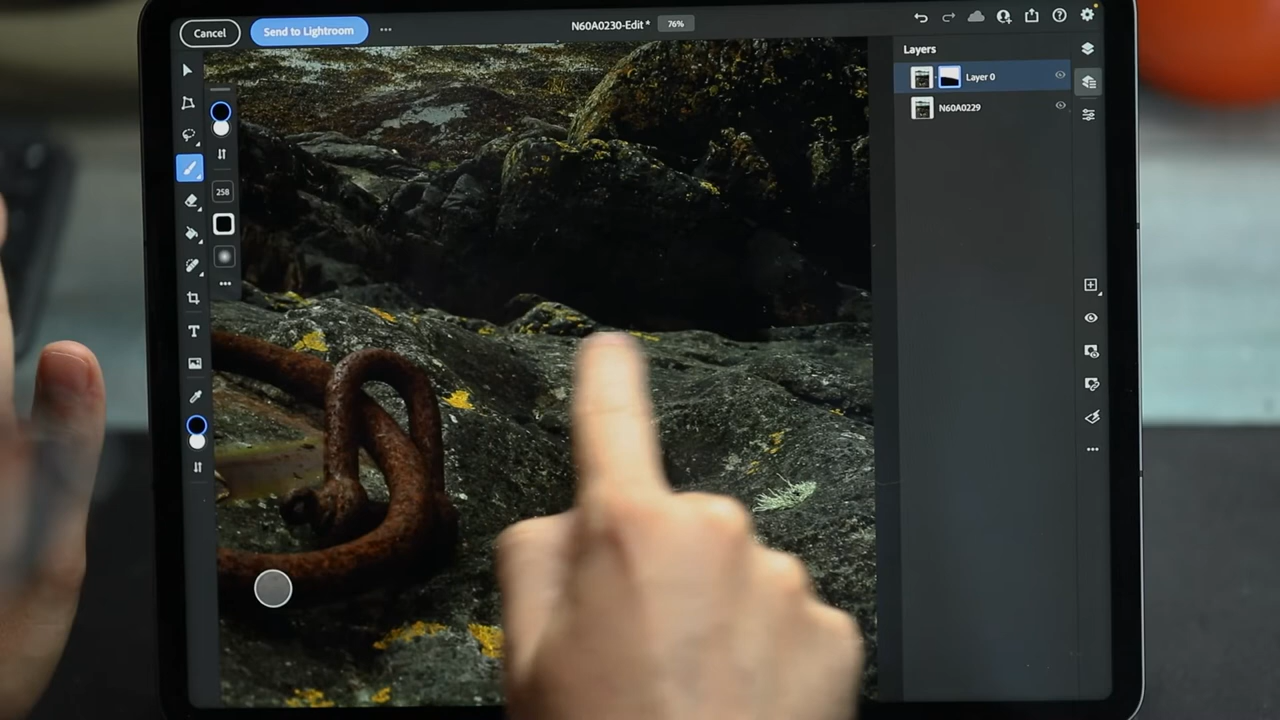 Cancel
Send to Lightroom
N60A0230-Edit *
76%
Layers
Layer 0
N60A0229
258
T